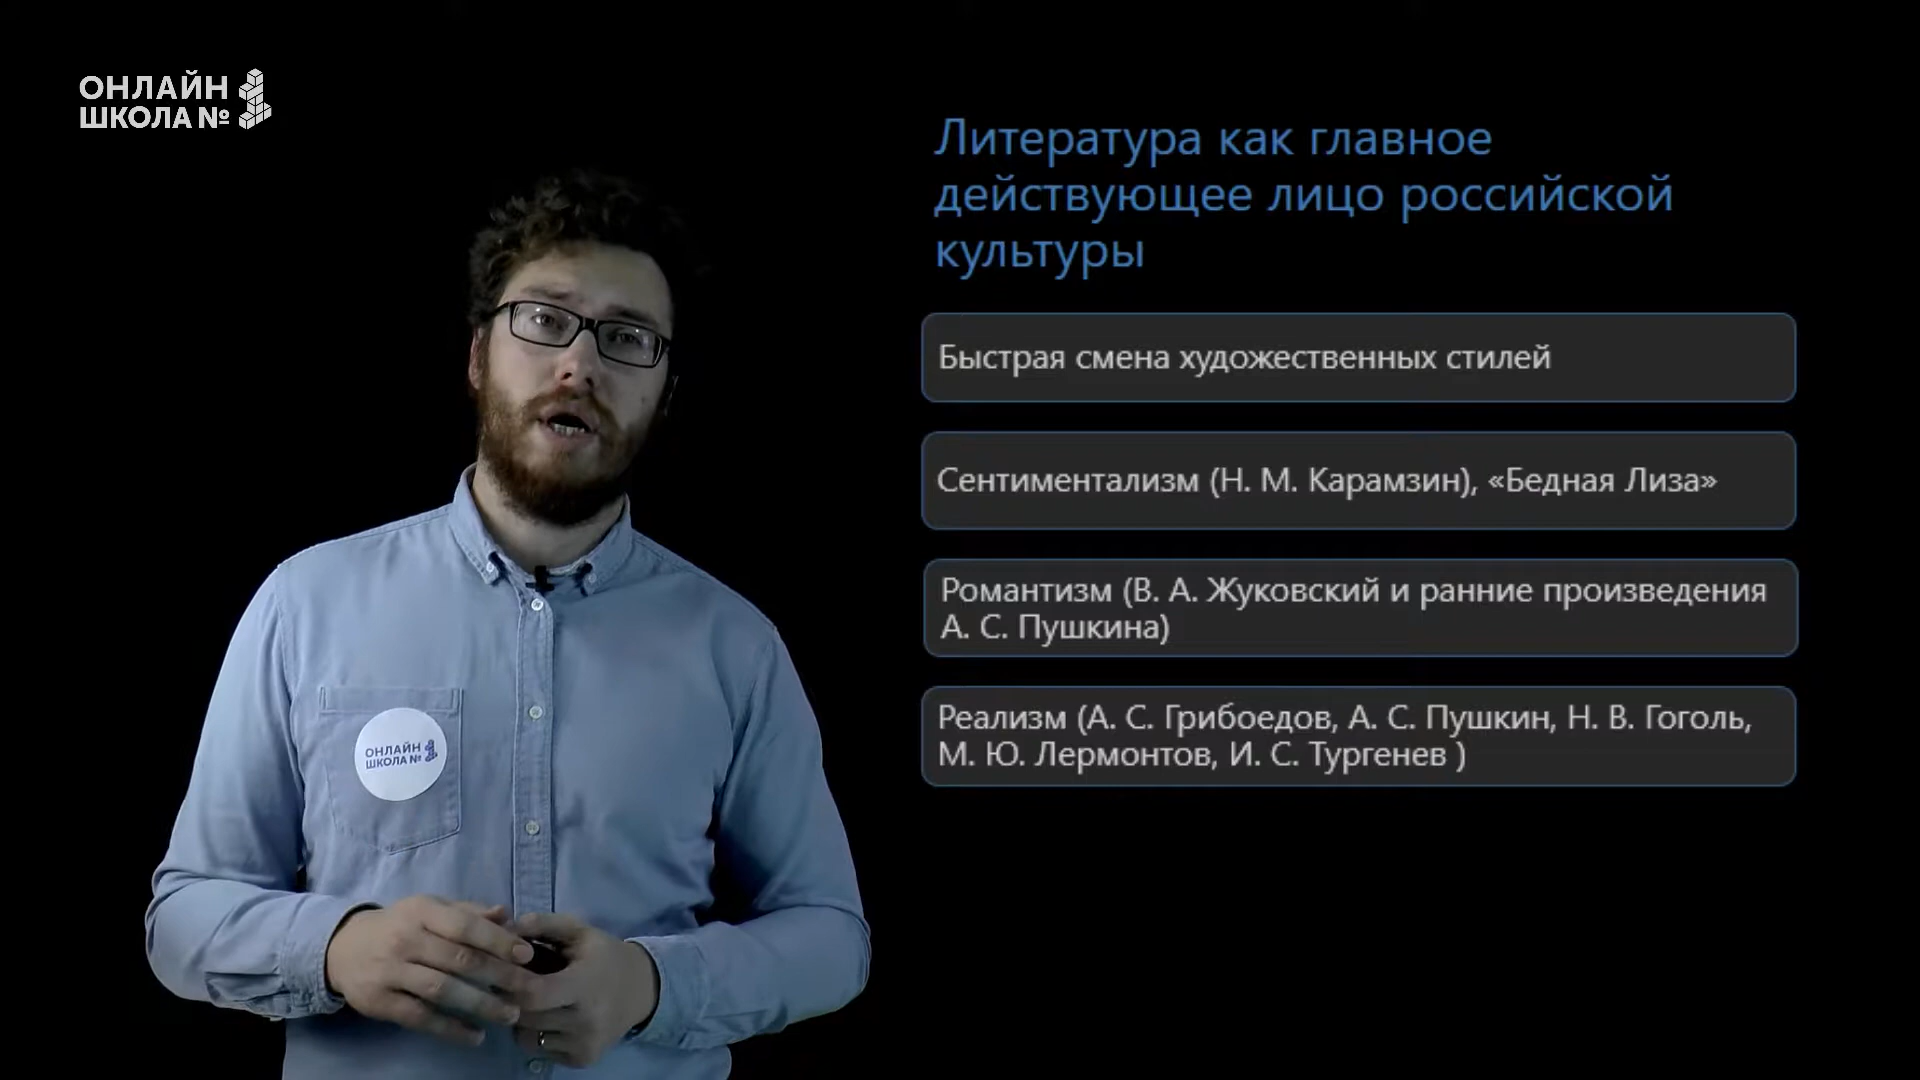 ОНЛАЙН
ШКОЛА №
Литература как главное
действующее лицо российской
культуры
Быстрая смена художественных стилей
Сентиментализм (Н. М. Карамзин), «Бедная Лиза»
Романтизм (В. А. Жуковский и ранние произведения
А. С. Пушкина)
Реализм (А. С. Грибоедов, А. С. Пушкин, Н. В. Гоголь,
М. Ю. Лермонтов, И. С. Тургенев )
ОНЛАЙН
ШКОЛА №